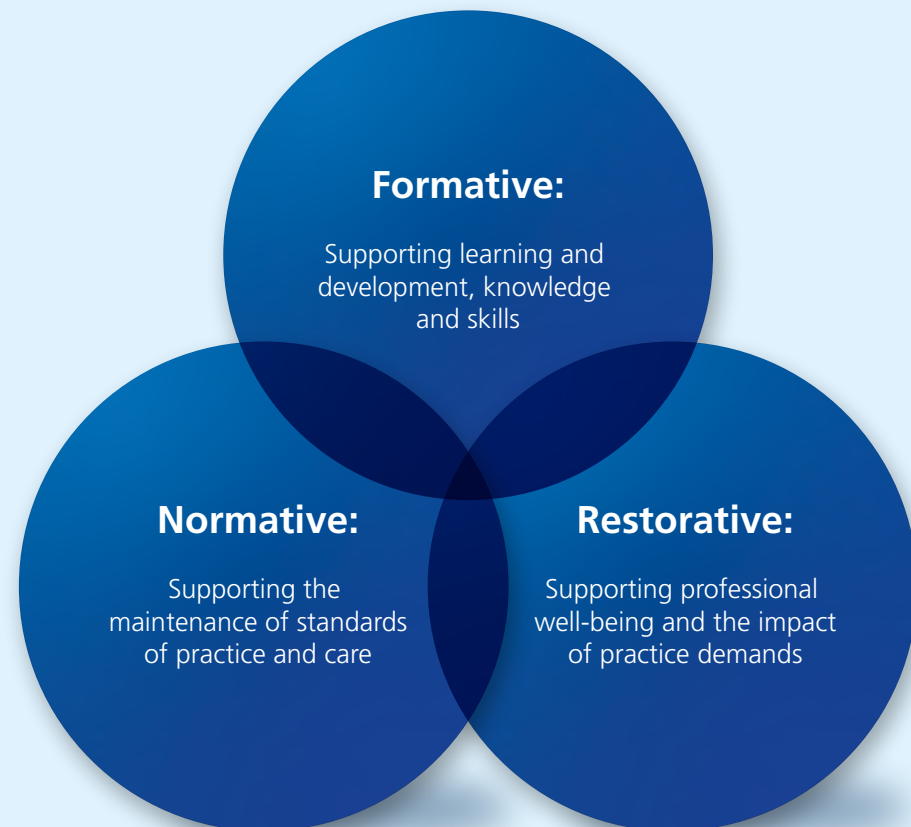 Formative:
Supporting learning and
development, knowledge
and skills
Normative:
Supporting the
maintenance of standards
of practice and care
Restorative:
Supporting professional
well-being and the impact
of practice demands